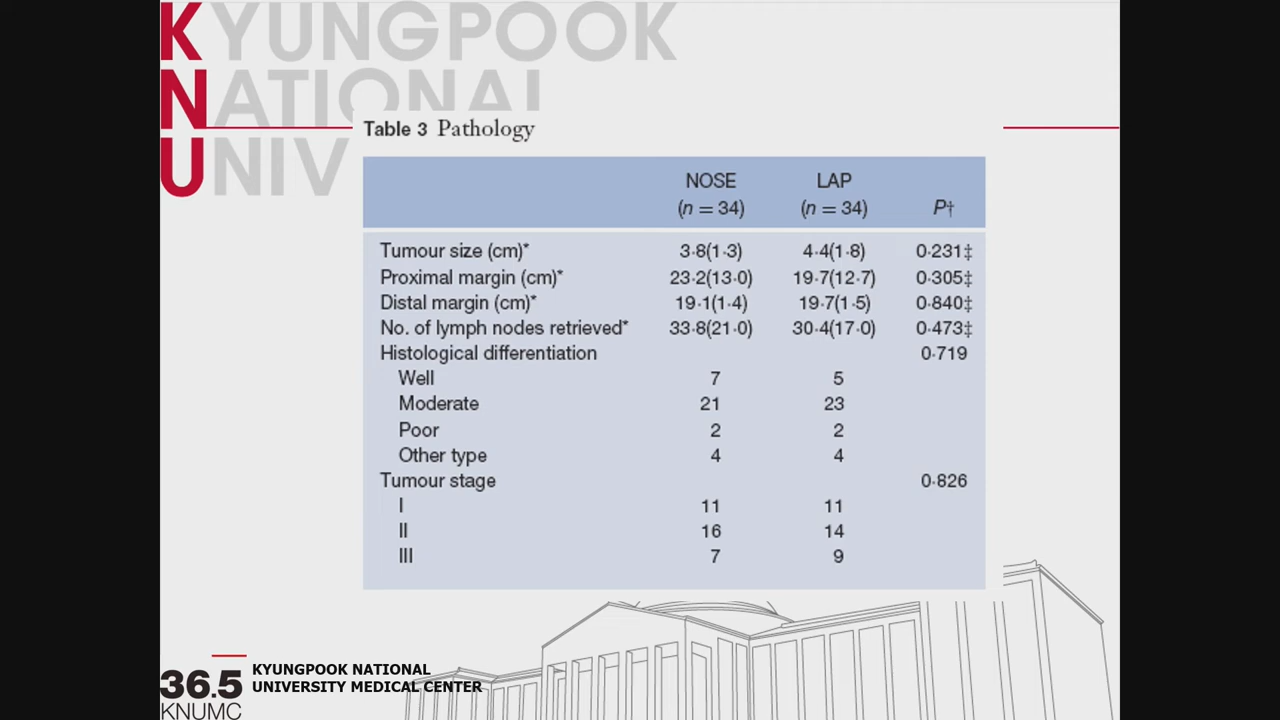 KYUNGPOOK
NATIONAL
UNIV
Table 3 Pathology
NOSE LAP
(n = 34) (n = 34) P†
Tumour size (cm)* 3·8(1·3) 4·4(1·8) 0·231‡
Proximal margin (cm)* 23·2(13·0) 19·7(12·7) 0·305‡
Distal margin (cm)* 19·1(1·4) 19·7(1·5) 0·840‡
No. of lymph nodes retrieved* 33·8(21·0) 30·4(17·0) 0·473‡
Histological differentiation 0·719
Well 7 5
Moderate 21 23
Poor 2 2
Other type 4 4
Tumour stage 0·826
I 11 11
II 16 14
III 7 9
36.5
KNUMC
KYUNGPOOK NATIONAL
UNIVERSITY MEDICAL CENTER